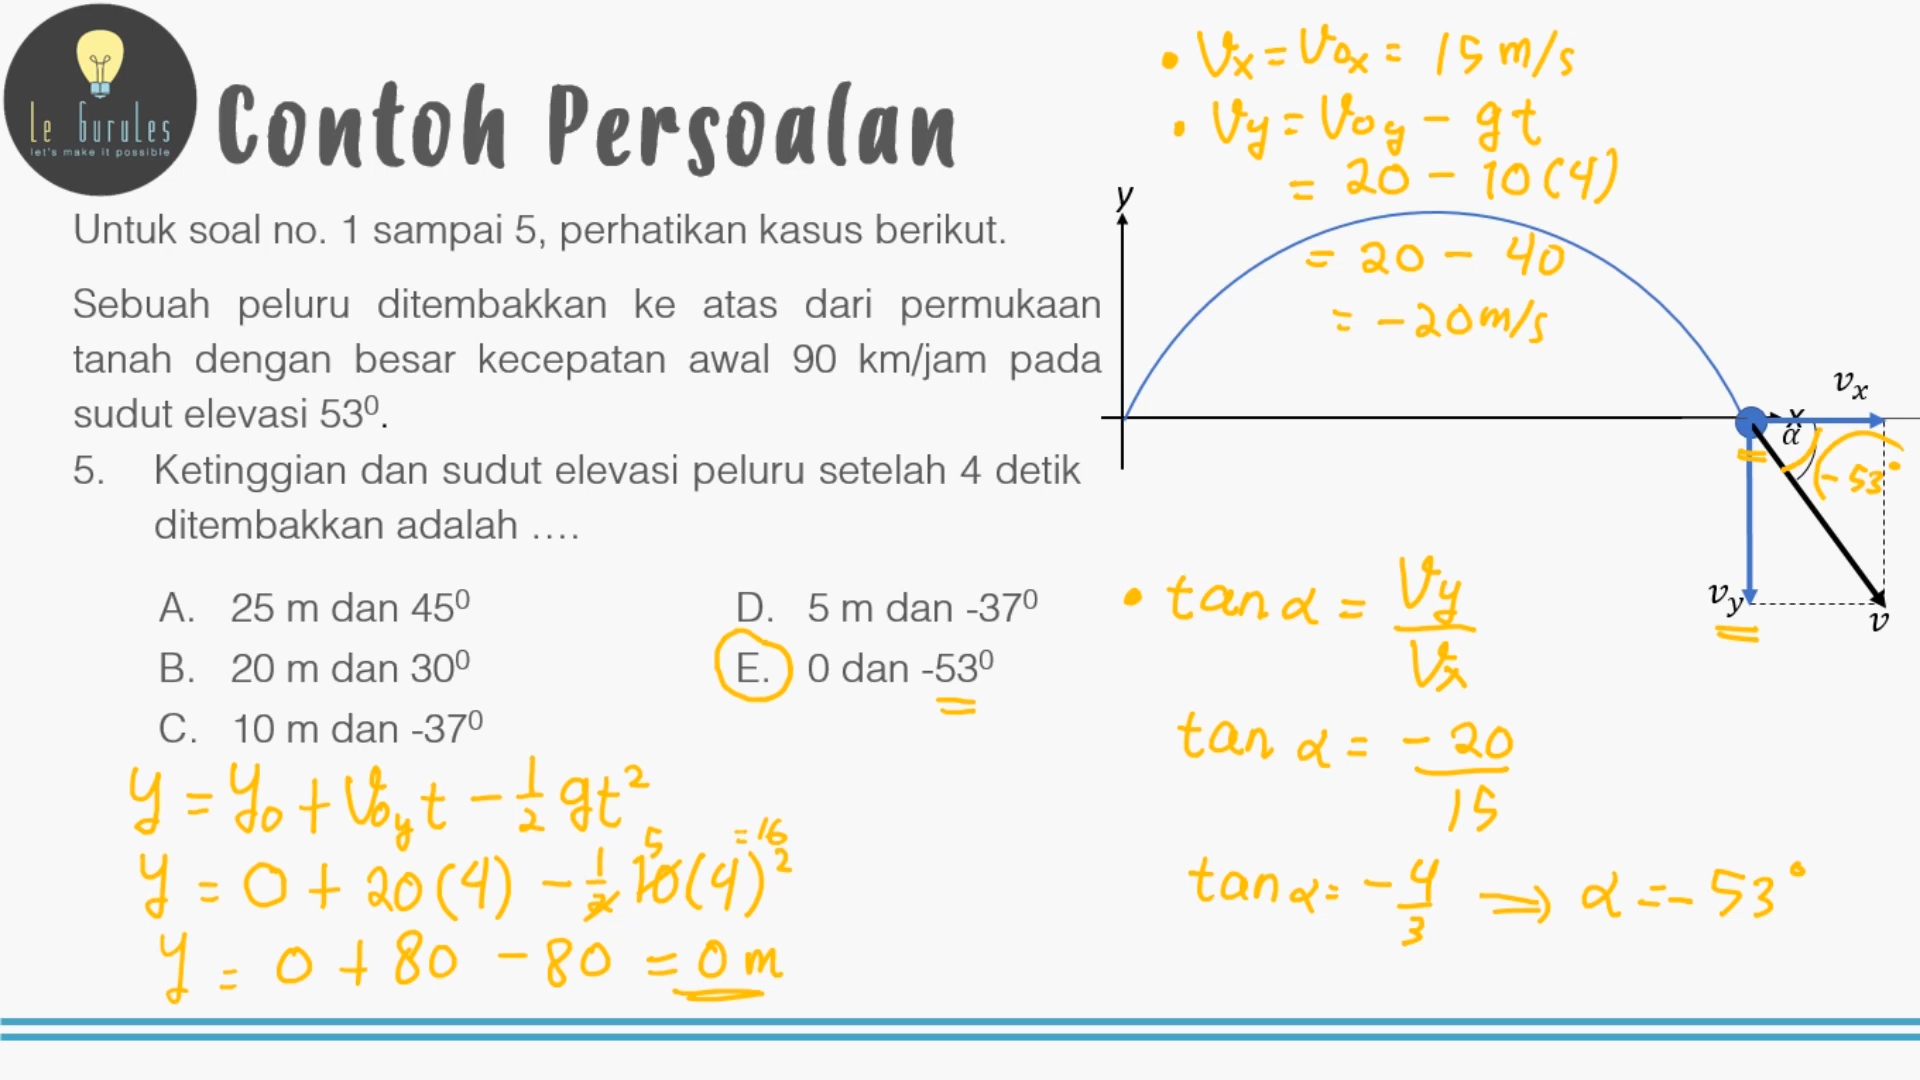 Le GuruLes
let's make it possible
Contoh Persoalan
Untuk soal no. 1 sampai 5, perhatikan kasus berikut.
Sebuah peluru ditembakkan ke atas dari permukaan
tanah dengan besar kecepatan awal 90 km/jam pada
sudut elevasi 53⁰.
5. Ketinggian dan sudut elevasi peluru setelah 4 detik
ditembakkan adalah ....
A. 25 m dan 45⁰
B. 20 m dan 30⁰
C. 10 m dan -37⁰
D. 5 m dan -37⁰
E. 0 dan -53⁰
y = y₀ + v₀y t - 1/2 gt²
5 = 16
y = 0 + 20(4) - 1/2 10(4)²
y = 0 + 80 - 80 = 0 m
• Vx = V₀x = 15 m/s
• Vy = V₀y - gt
= 20 - 10(4)
= 20 - 40
= -20 m/s
y
x
vx
α
-53°
vy
v
• tan α = Vy/Vx
tan α = -20/15
tan α = -4/3 ⟹ α = -53°